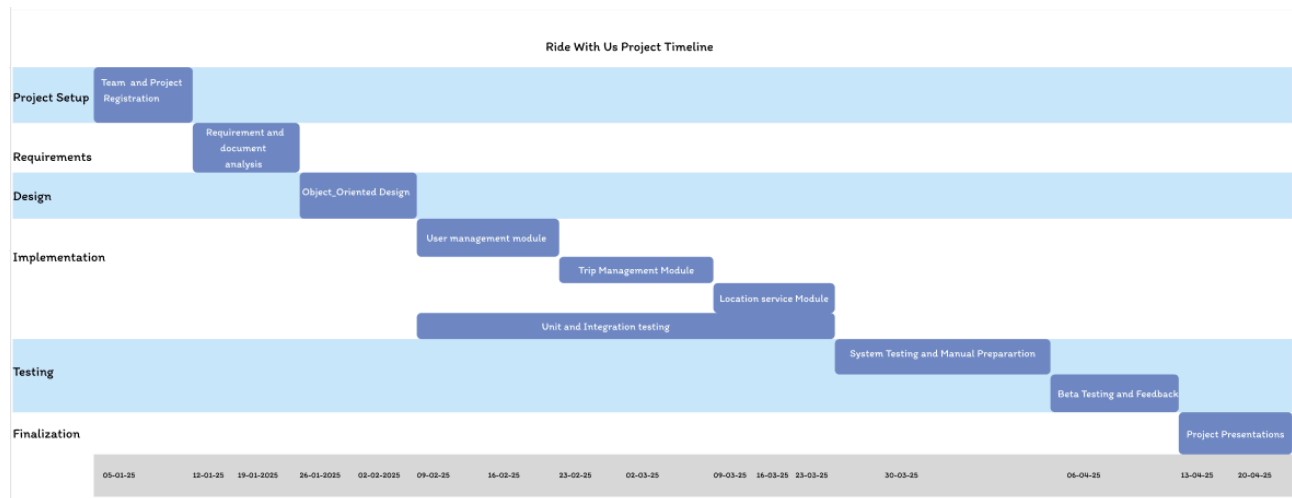 Ride With Us Project Timeline
Project Setup
Team and Project
Registration
Requirements
Requirement and
document
analysis
Design
Object_Oriented Design
Implementation
User management module
Trip Management Module
Location service Module
Unit and Integration testing
Testing
System Testing and Manual Preparartion
Beta Testing and Feedback
Finalization
Project Presentations
05-01-25 12-01-25 19-01-2025 26-01-2025 02-02-2025 09-02-25 16-02-25 23-02-25 02-03-25 09-03-25 16-03-25 23-03-25 30-03-25 06-04-25 13-04-25 20-04-25